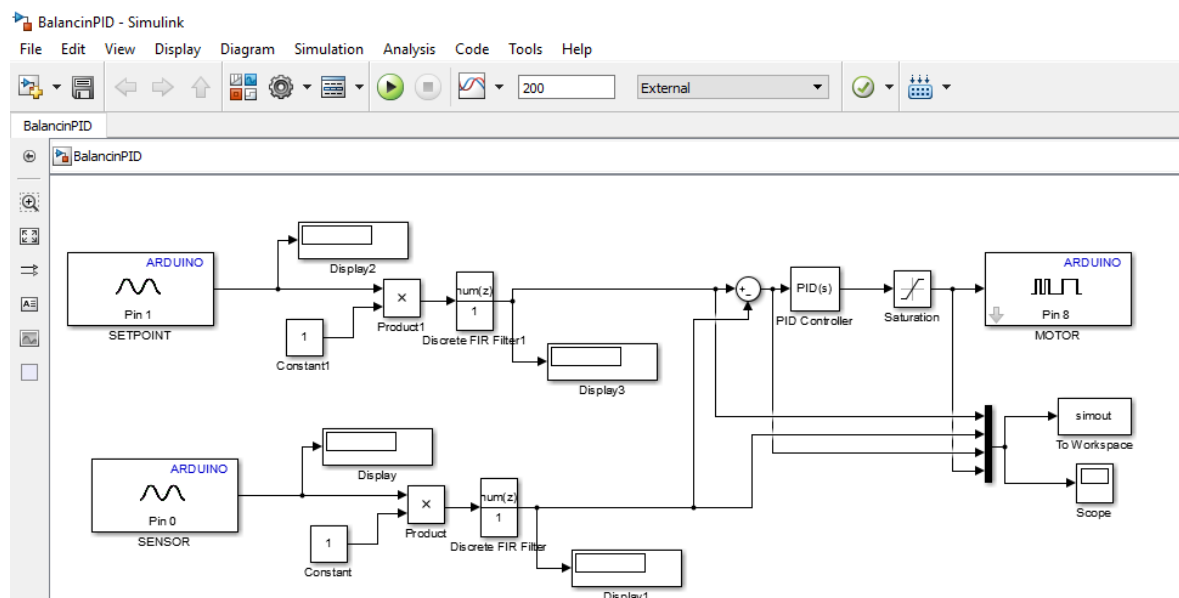 BalancinPID - Simulink
File Edit View Display Diagram Simulation Analysis Code Tools Help
200
External
BalancinPID
BalancinPID
ARDUINO
Pin 1
SETPOINT
Display2
×
Product1
1
Constant1
num(z)
1
Discrete FIR Filter1
Display3
+
-
PID(s)
PID Controller
Saturation
ARDUINO
Pin 8
MOTOR
simout
To Workspace
Scope
ARDUINO
Pin 0
SENSOR
Display
×
Product
1
Constant
num(z)
1
Discrete FIR Filter
Display1